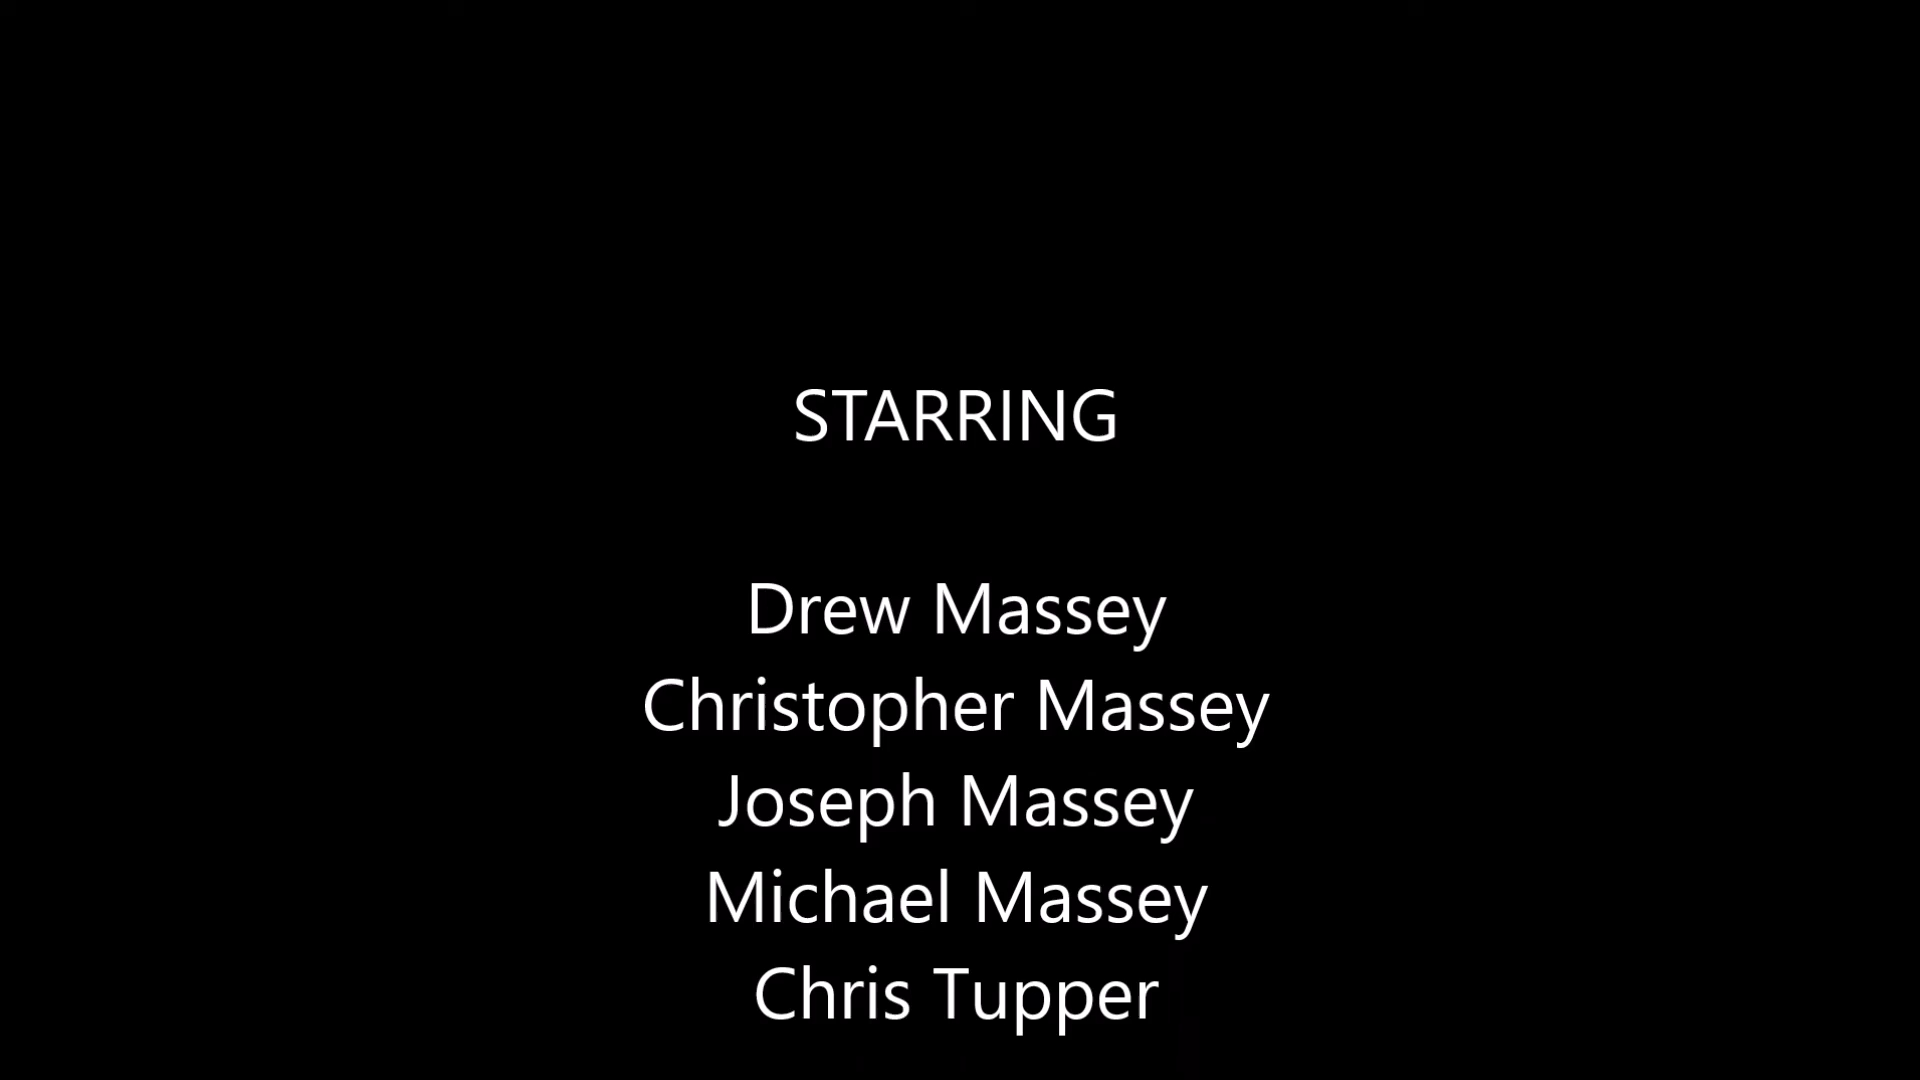 STARRING
Drew Massey
Christopher Massey
Joseph Massey
Michael Massey
Chris Tupper